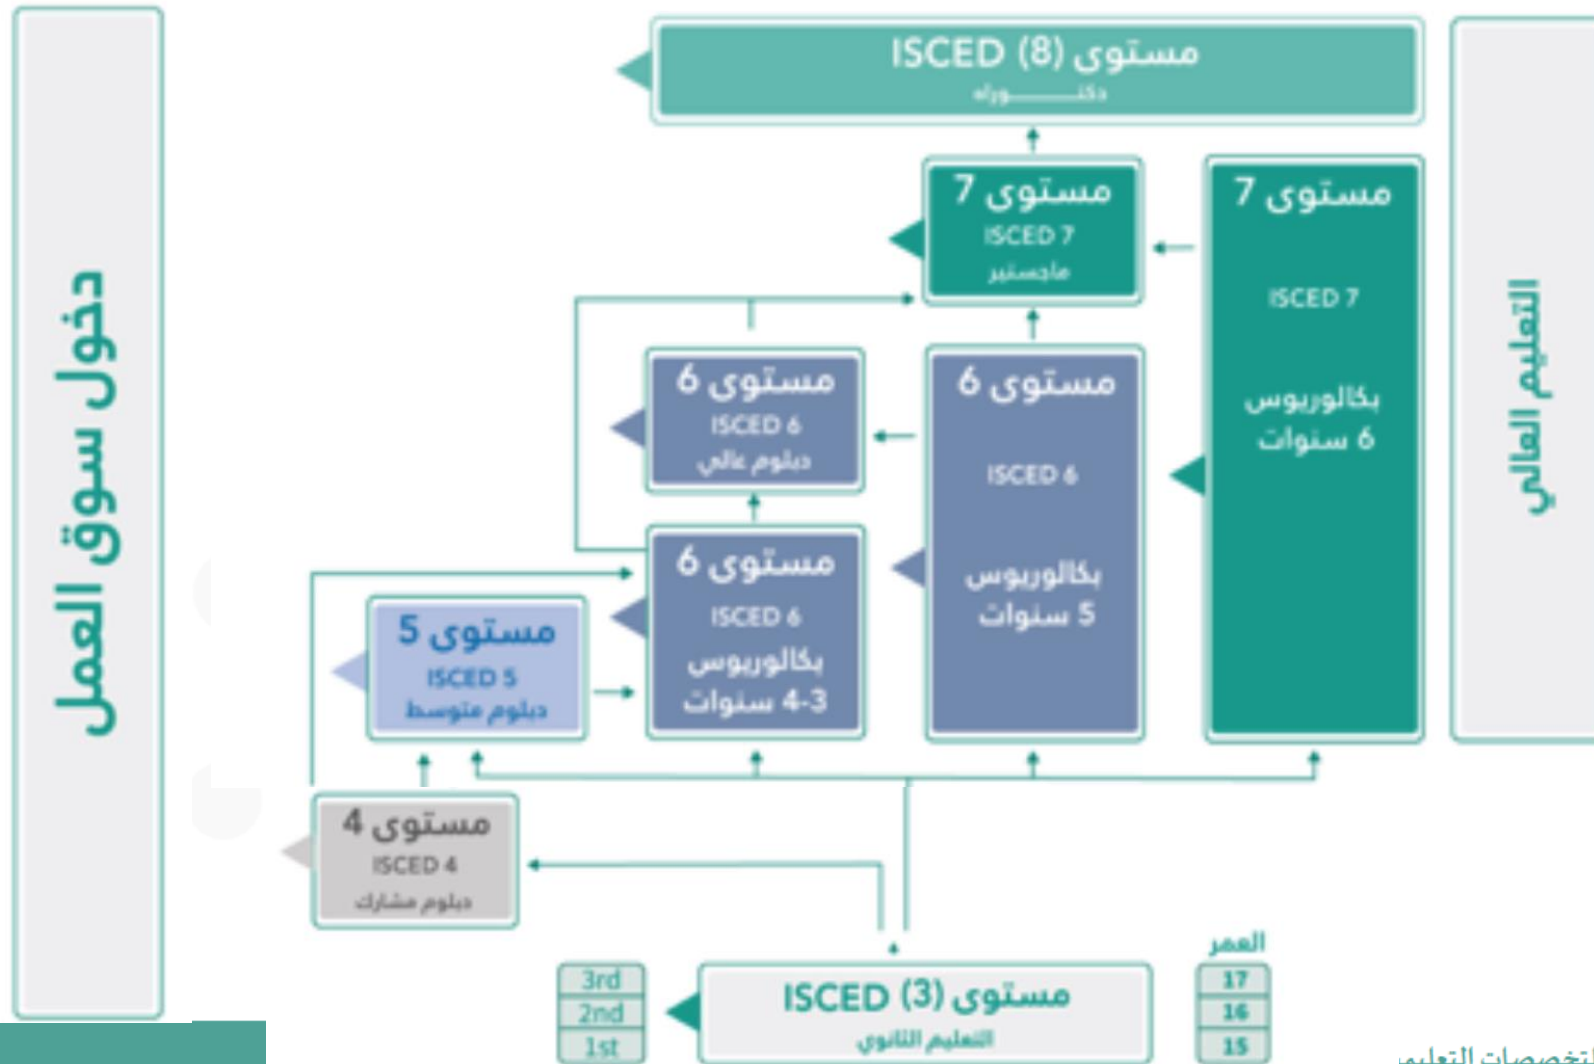 مستوى ISCED (8)
دكتـــــــــوراه
مستوى 7
ISCED 7
ماجستير
مستوى 7
ISCED 7
بكالوريوس
6 سنوات
التعليم العالي
دخول سوق العمل
مستوى 6
ISCED 6
دبلوم عالي
مستوى 6
ISCED 6
بكالوريوس
5 سنوات
مستوى 6
ISCED 6
بكالوريوس
3-4 سنوات
مستوى 5
ISCED 5
دبلوم متوسط
مستوى 4
ISCED 4
دبلوم مشارك
العمر
17
16
15
مستوى ISCED (3)
التعليم الثانوي
3rd
2nd
1st